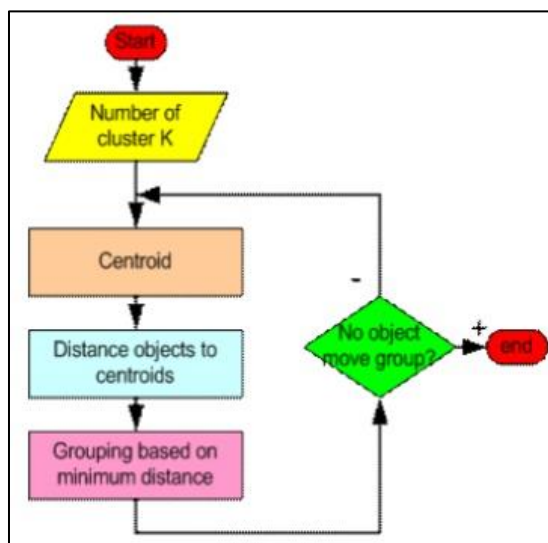 Start
Number of
cluster K
Centroid
Distance objects to
centroids
Grouping based on
minimum distance
-
No object
move group?
+
end